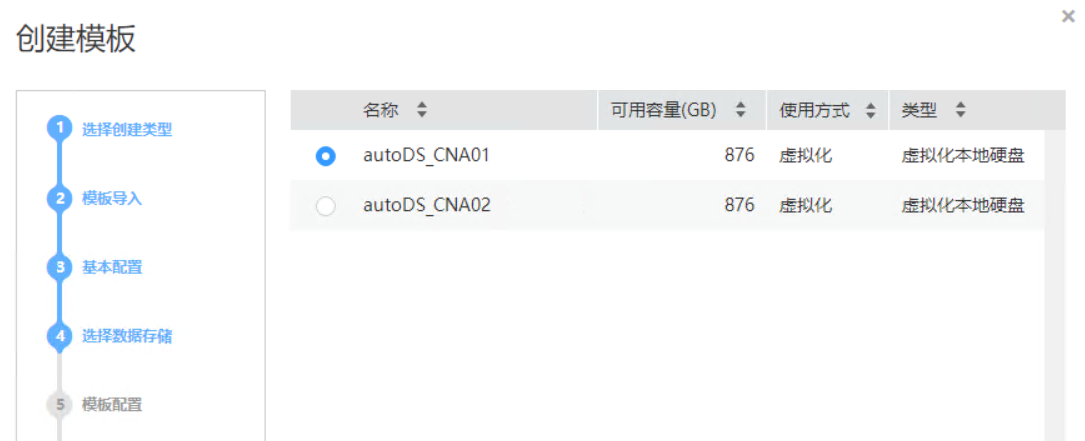 创建模板
1 选择创建类型
2 模板导入
3 基本配置
4 选择数据存储
5 模板配置
名称 可用容量(GB) 使用方式 类型
autoDS_CNA01 876 虚拟化 虚拟化本地硬盘
autoDS_CNA02 876 虚拟化 虚拟化本地硬盘